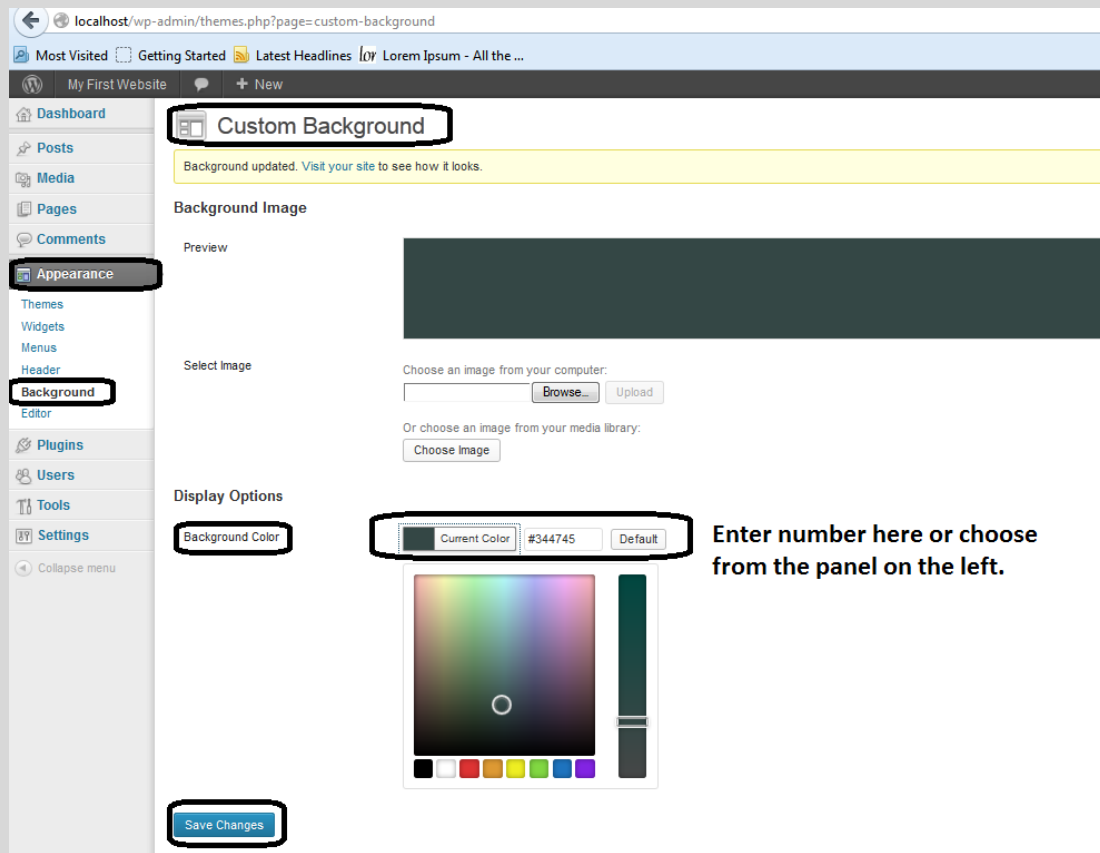 localhost/wp-admin/themes.php?page=custom-background
Most Visited Getting Started Latest Headlines lor Lorem Ipsum - All the ...
My First Website + New
Dashboard
Posts
Media
Pages
Comments
Appearance
Themes
Widgets
Menus
Header
Background
Editor
Plugins
Users
Tools
Settings
Collapse menu
Custom Background
Background updated. Visit your site to see how it looks.
Background Image
Preview
Select Image
Choose an image from your computer:
Browse... Upload
Or choose an image from your media library:
Choose Image
Display Options
Background Color
Current Color #344745 Default
Enter number here or choose
from the panel on the left.
Save Changes